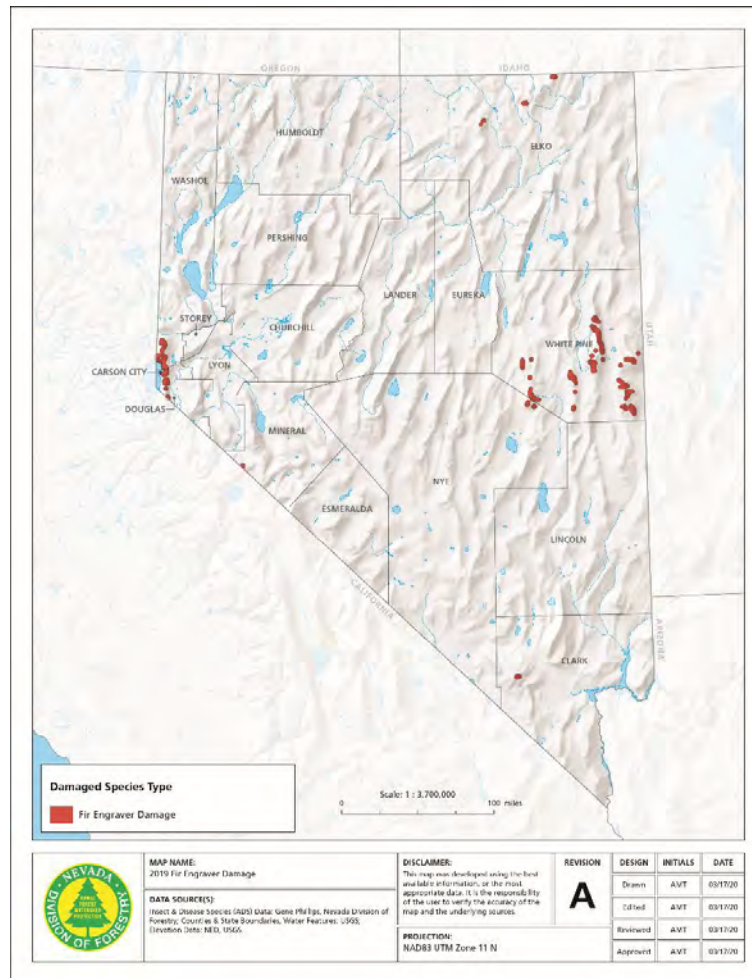 OREGON
IDAHO
HUMBOLDT
ELKO
WASHOE
PERSHING
LANDER
EUREKA
UTAH
STOREY
CHURCHILL
WHITE PINE
LYON
CARSON CITY
DOUGLAS
MINERAL
NYE
ESMERALDA
LINCOLN
CALIFORNIA
ARIZONA
CLARK
Damaged Species Type
Fir Engraver Damage
Scale: 1 : 3,700,000
0 100 miles
NEVADA
DIVISION OF FORESTRY
MAP NAME:
2019 Fir Engraver Damage
DATA SOURCE(S):
Insect & Disease Species (ADS) Data: Gene Phillips, Nevada Division of
Forestry; Counties & State Boundaries, Water Features: USGS;
Elevation Data: NED, USGS.
DISCLAIMER:
This map was developed using the best
available information, or the most
appropriate data. It is the responsibility
of the user to verify the accuracy of the
map and the underlying sources.
PROJECTION:
NAD83 UTM Zone 11 N
REVISION
A
DESIGN INITIALS DATE
Drawn AMT 03/17/20
Edited AMT 03/17/20
Reviewed AMT 03/17/20
Approved AMT 03/17/20